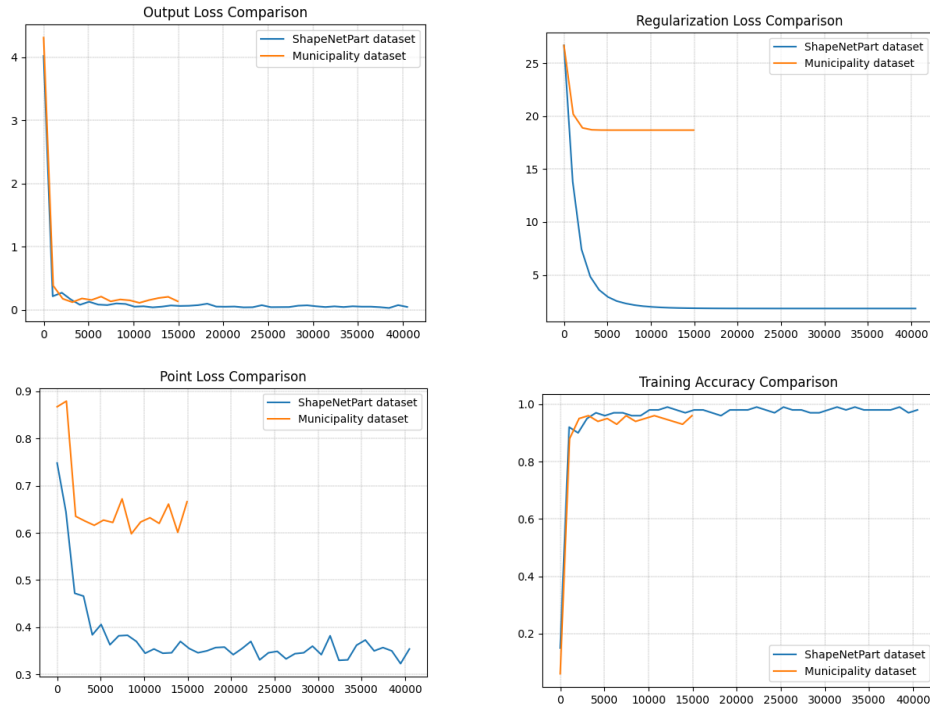 Output Loss Comparison
ShapeNetPart dataset
Municipality dataset
4
3
2
1
0
0 5000 10000 15000 20000 25000 30000 35000 40000
Regularization Loss Comparison
ShapeNetPart dataset
Municipality dataset
25
20
15
10
5
0 5000 10000 15000 20000 25000 30000 35000 40000
Point Loss Comparison
ShapeNetPart dataset
Municipality dataset
0.9
0.8
0.7
0.6
0.5
0.4
0.3
0 5000 10000 15000 20000 25000 30000 35000 40000
Training Accuracy Comparison
1.0
0.8
0.6
0.4
0.2
ShapeNetPart dataset
Municipality dataset
0 5000 10000 15000 20000 25000 30000 35000 40000